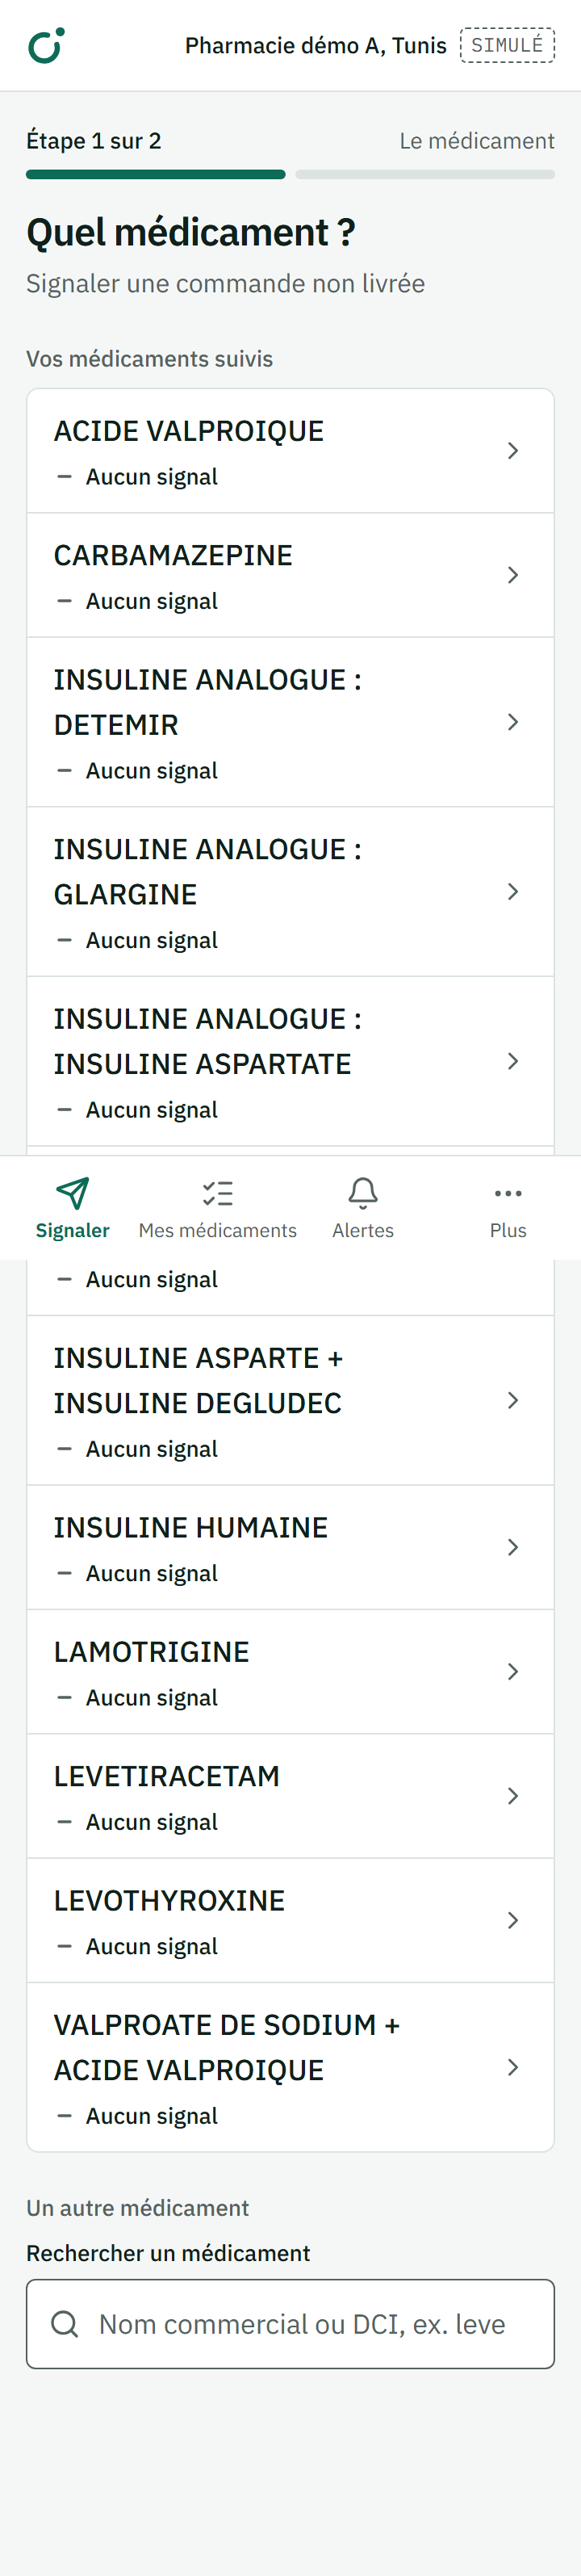 Pharmacie démo A, Tunis SIMULÉ
Étape 1 sur 2 Le médicament
Quel médicament ?
Signaler une commande non livrée
Vos médicaments suivis
ACIDE VALPROIQUE
– Aucun signal
CARBAMAZEPINE
– Aucun signal
INSULINE ANALOGUE :
DETEMIR
– Aucun signal
INSULINE ANALOGUE :
GLARGINE
– Aucun signal
INSULINE ANALOGUE :
INSULINE ASPARTATE
– Aucun signal
Signaler Mes médicaments Alertes Plus
– Aucun signal
INSULINE ASPARTE +
INSULINE DEGLUDEC
– Aucun signal
INSULINE HUMAINE
– Aucun signal
LAMOTRIGINE
– Aucun signal
LEVETIRACETAM
– Aucun signal
LEVOTHYROXINE
– Aucun signal
VALPROATE DE SODIUM +
ACIDE VALPROIQUE
– Aucun signal
Un autre médicament
Rechercher un médicament
Nom commercial ou DCI, ex. leve